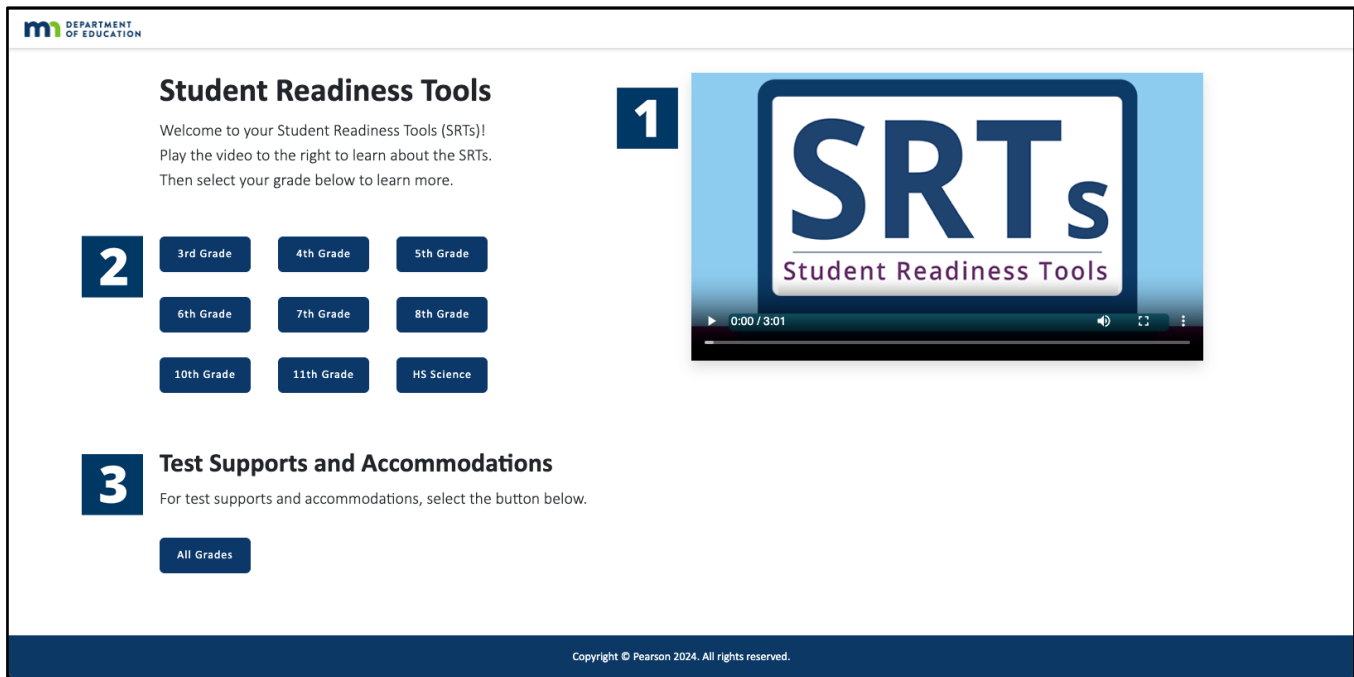 mn DEPARTMENT
OF EDUCATION
Student Readiness Tools
Welcome to your Student Readiness Tools (SRTs)!
Play the video to the right to learn about the SRTs.
Then select your grade below to learn more.
1
SRTs
Student Readiness Tools
0:00 / 3:01
2
3rd Grade
4th Grade
5th Grade
6th Grade
7th Grade
8th Grade
10th Grade
11th Grade
HS Science
3
Test Supports and Accommodations
For test supports and accommodations, select the button below.
All Grades
Copyright © Pearson 2024. All rights reserved.